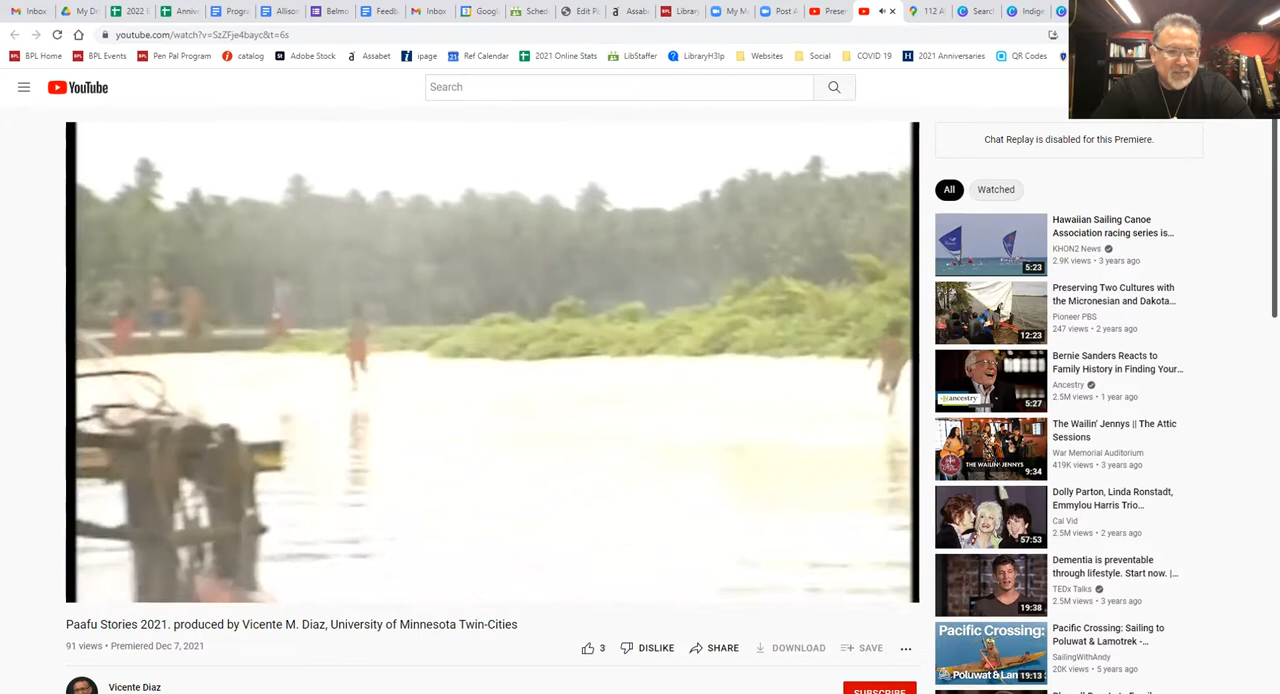 Inbox
My D
2022 E
Anniv
Progra
Allison
Belmo
Feedb
Inbox
Googl
Sched
Edit P
Assab
Library
My M
Post A
Preser
112 A
Searc
Indige
youtube.com/watch?v=SzZFje4bayc&t=6s
BPL Home
BPL Events
Pen Pal Program
catalog
Adobe Stock
Assabet
ipage
Ref Calendar
2021 Online Stats
LibStaffer
LibraryH3lp
Websites
Social
COVID 19
2021 Anniversaries
QR Codes
YouTube
Search
Chat Replay is disabled for this Premiere.
All
Watched
Hawaiian Sailing Canoe
Association racing series is...
KHON2 News
2.9K views • 3 years ago
5:23
Preserving Two Cultures with
the Micronesian and Dakota...
Pioneer PBS
247 views • 2 years ago
12:23
Bernie Sanders Reacts to
Family History in Finding Your...
Ancestry
2.5M views • 1 year ago
ancestry
5:27
The Wailin' Jennys || The Attic
Sessions
War Memorial Auditorium
419K views • 3 years ago
THE WAILIN' JENNYS
9:34
Dolly Parton, Linda Ronstadt,
Emmylou Harris Trio...
Cal Vid
2.5M views • 2 years ago
57:53
Dementia is preventable
through lifestyle. Start now. |...
TEDx Talks
2.5M views • 3 years ago
19:38
Pacific Crossing: Sailing to
Poluwat & Lamotrek -...
SailingWithAndy
20K views • 5 years ago
Pacific Crossing:
Poluwat & Lam
19:13
Paafu Stories 2021. produced by Vicente M. Diaz, University of Minnesota Twin-Cities
91 views • Premiered Dec 7, 2021
3
DISLIKE
SHARE
DOWNLOAD
SAVE
Vicente Diaz
SUBSCRIBE